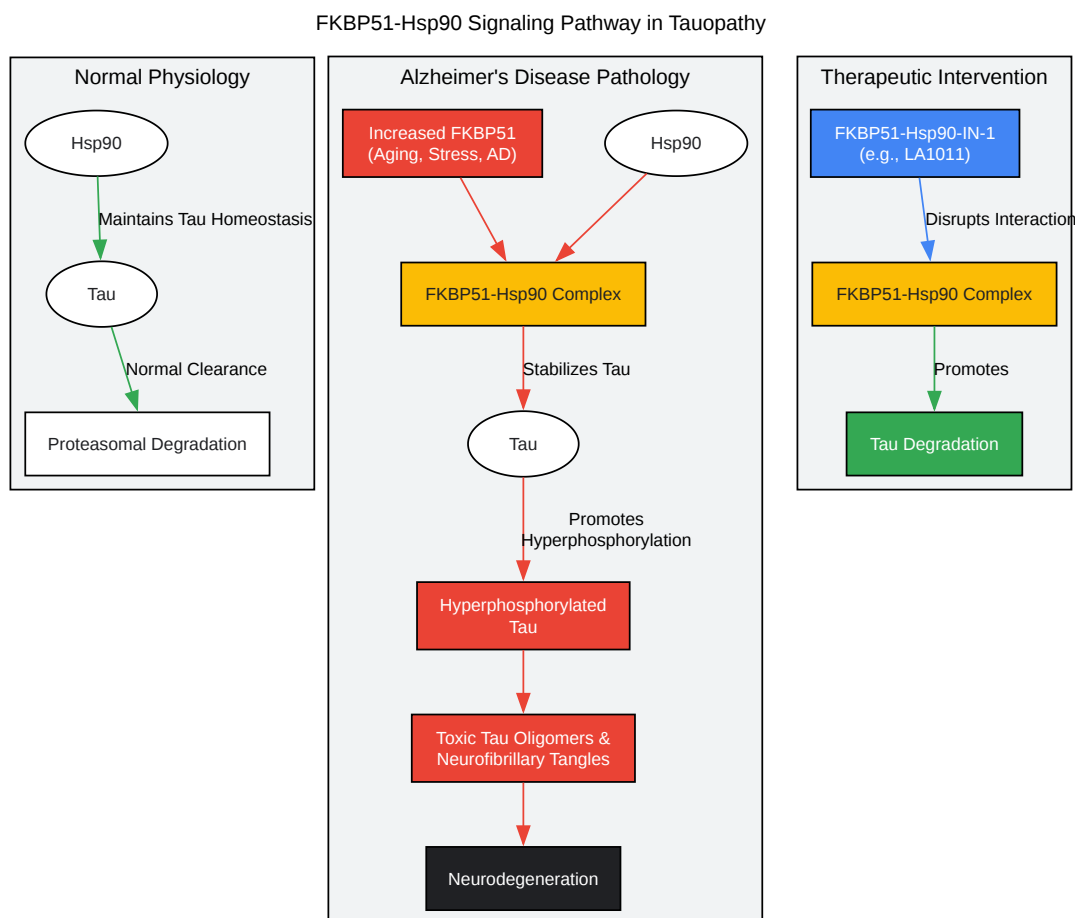 FKBP51-Hsp90 Signaling Pathway in Tauopathy
Normal Physiology
Hsp90
Maintains Tau Homeostasis
Tau
Normal Clearance
Proteasomal Degradation
Alzheimer's Disease Pathology
Increased FKBP51
(Aging, Stress, AD)
Hsp90
FKBP51-Hsp90 Complex
Stabilizes Tau
Tau
Promotes
Hyperphosphorylation
Hyperphosphorylated
Tau
Toxic Tau Oligomers &
Neurofibrillary Tangles
Neurodegeneration
Therapeutic Intervention
FKBP51-Hsp90-IN-1
(e.g., LA1011)
Disrupts Interaction
FKBP51-Hsp90 Complex
Promotes
Tau Degradation